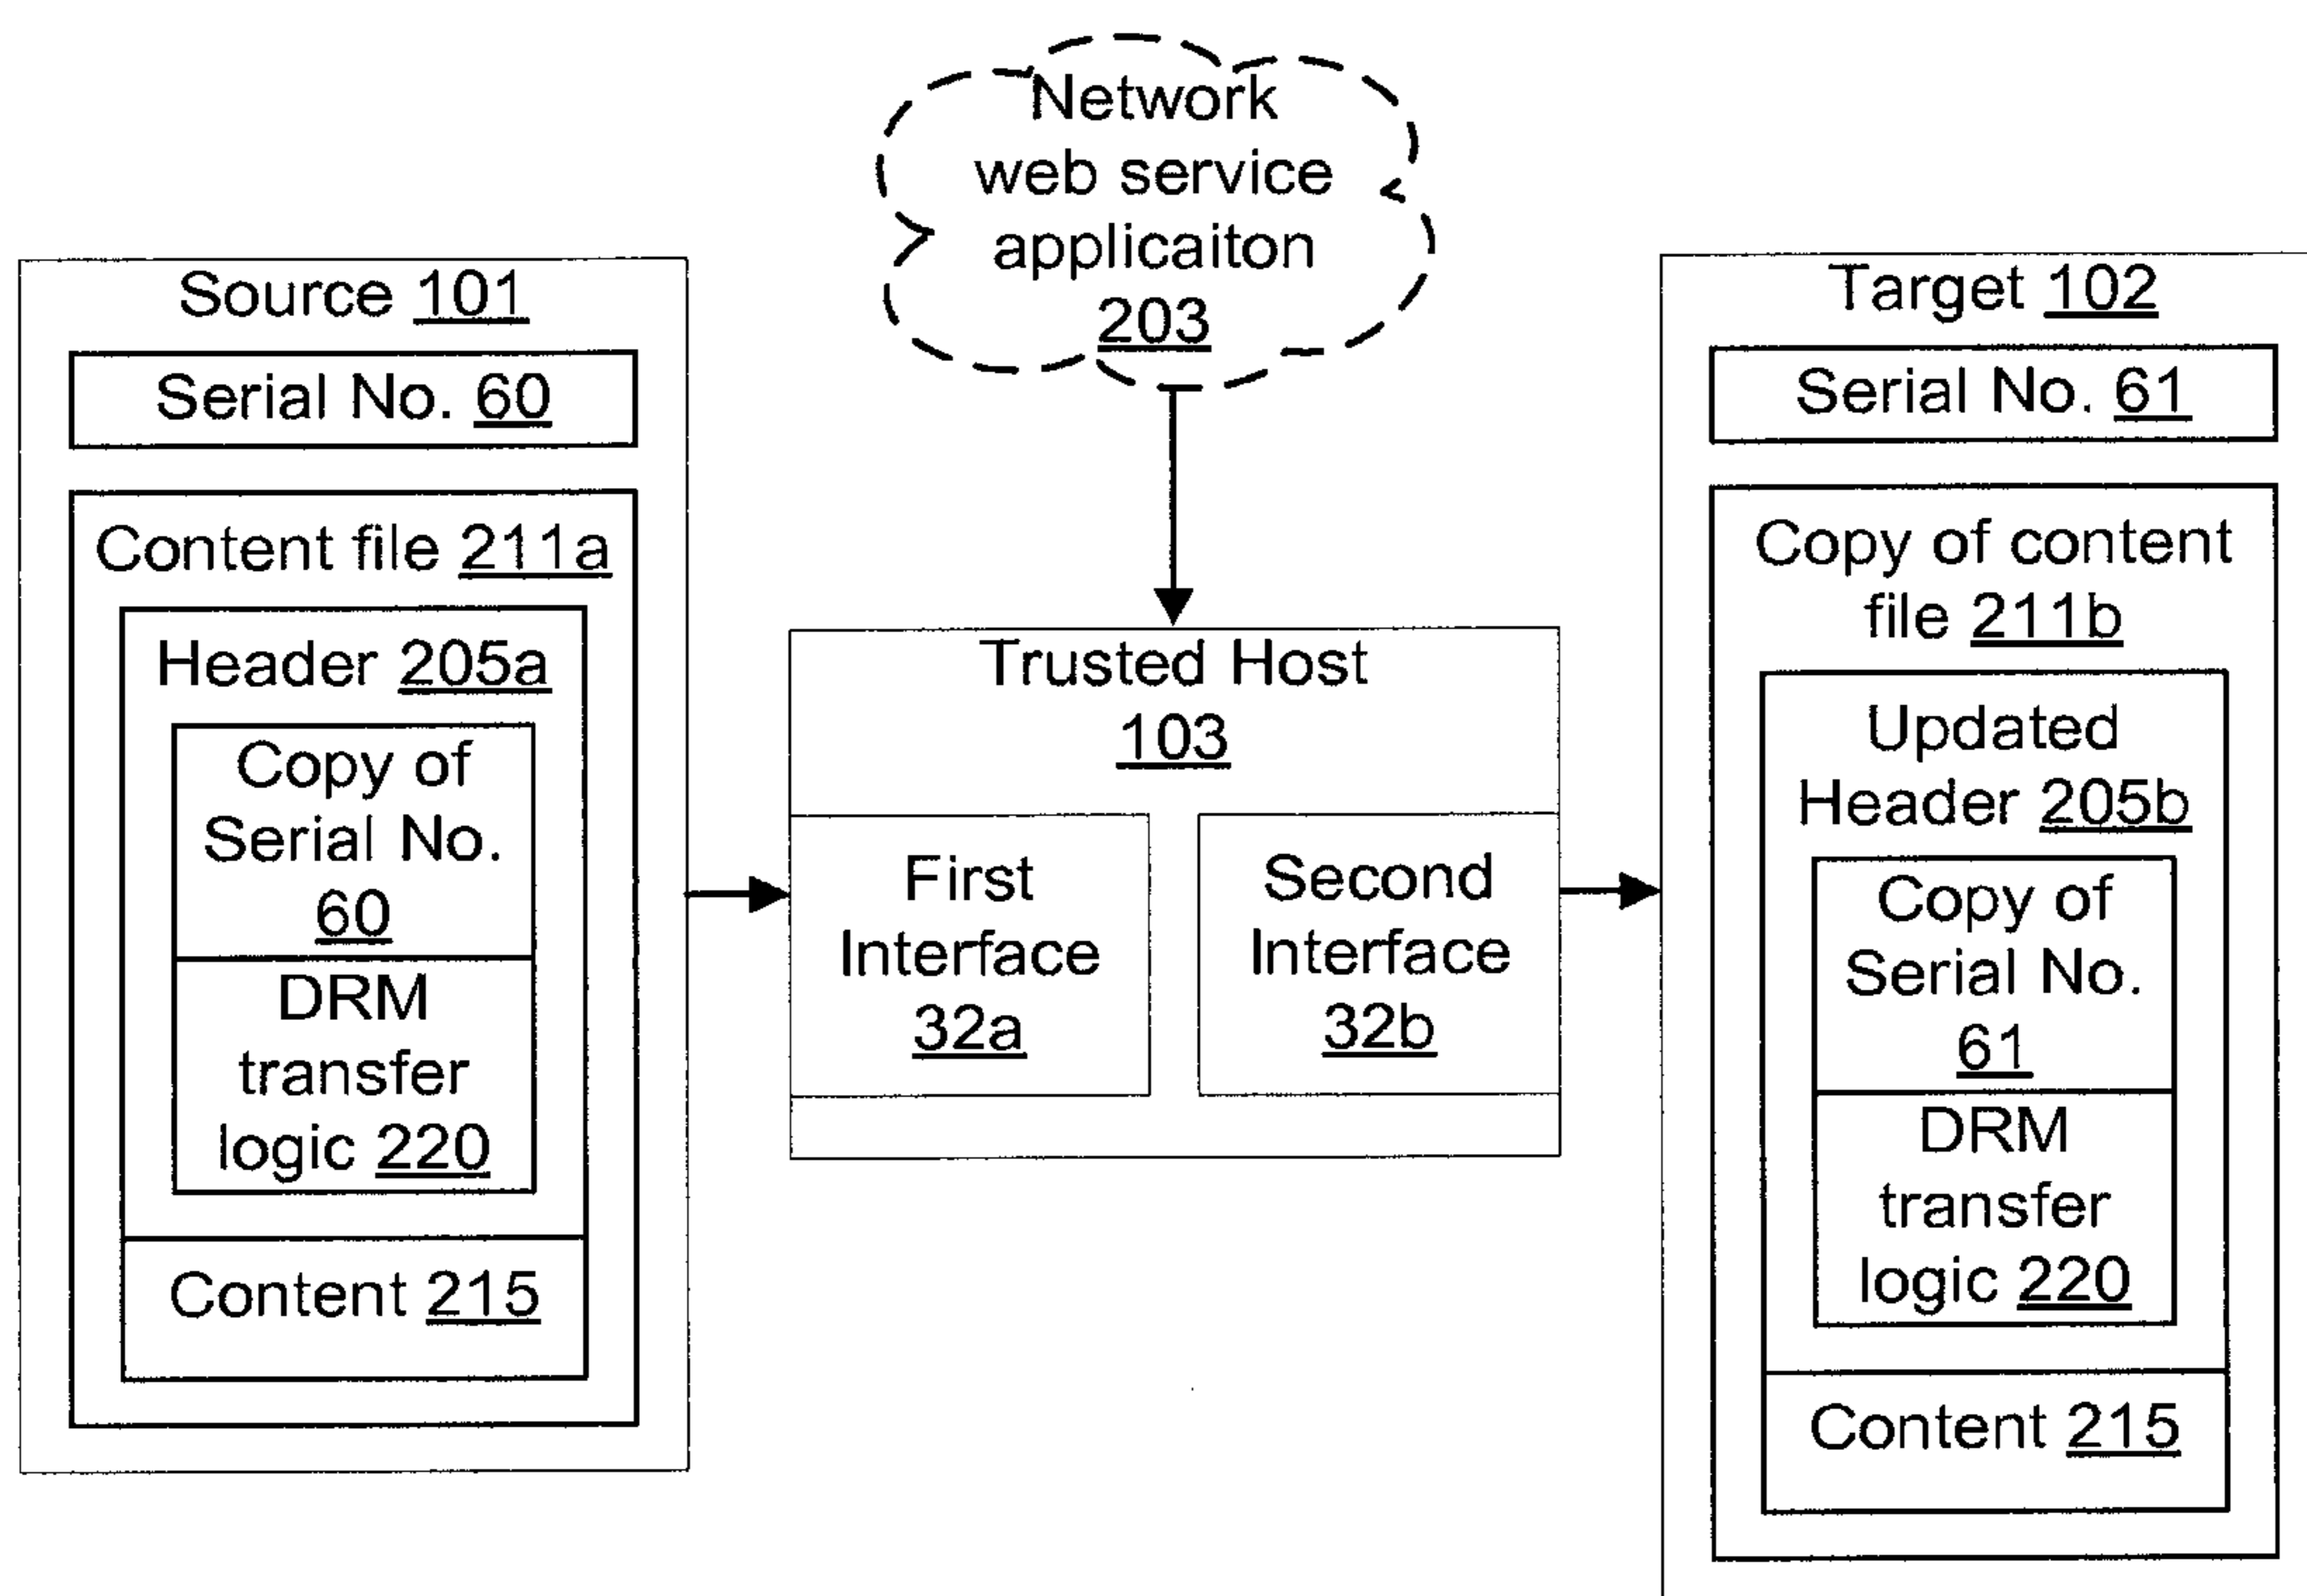 Network
web service
applicaiton
203
Source 101
Serial No. 60
Content file 211a
Header 205a
Copy of
Serial No.
60
DRM
transfer
logic 220
Content 215
Trusted Host
103
First
Interface
32a
Second
Interface
32b
Target 102
Serial No. 61
Copy of content
file 211b
Updated
Header 205b
Copy of
Serial No.
61
DRM
transfer
logic 220
Content 215